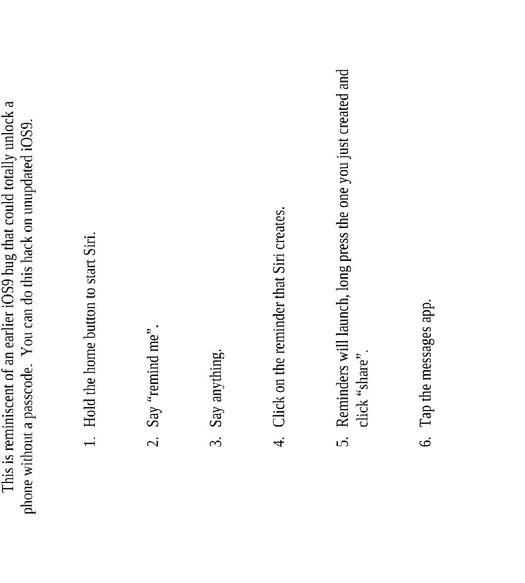 This is reminiscent of an earlier iOS9 bug that could totally unlock a
phone without a passcode.  You can do this hack on unupdated iOS9.
1. Hold the home button to start Siri.
2. Say “remind me”.
3. Say anything.
4. Click on the reminder that Siri creates.
5. Reminders will launch, long press the one you just created and
click “share”.
6. Tap the messages app.